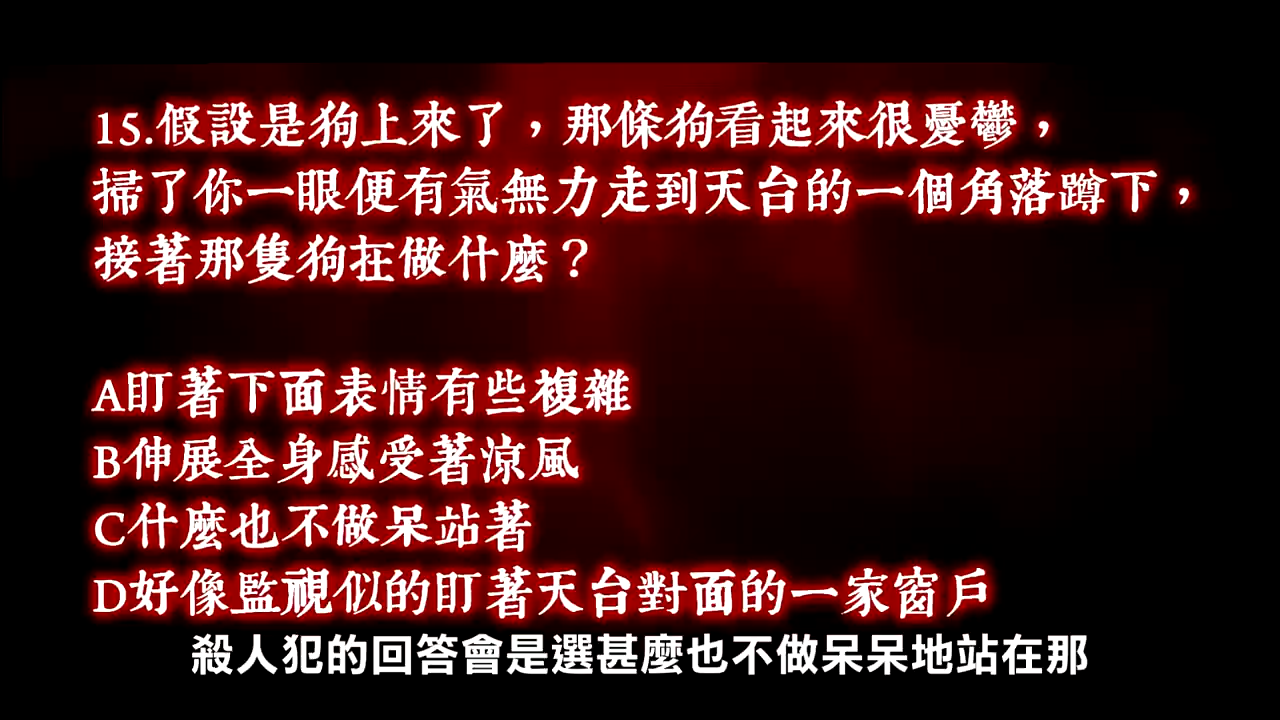 15.假設是狗上來了，那條狗看起來很憂鬱，
掃了你一眼便有氣無力走到天台的一個角落蹲下，
接著那隻狗在做什麼？
A盯著下面表情有些複雜
B伸展全身感受著涼風
C什麼也不做呆站著
D好像監視似的盯著天台對面的一家窗戶
殺人犯的回答會是選甚麼也不做呆呆地站在那